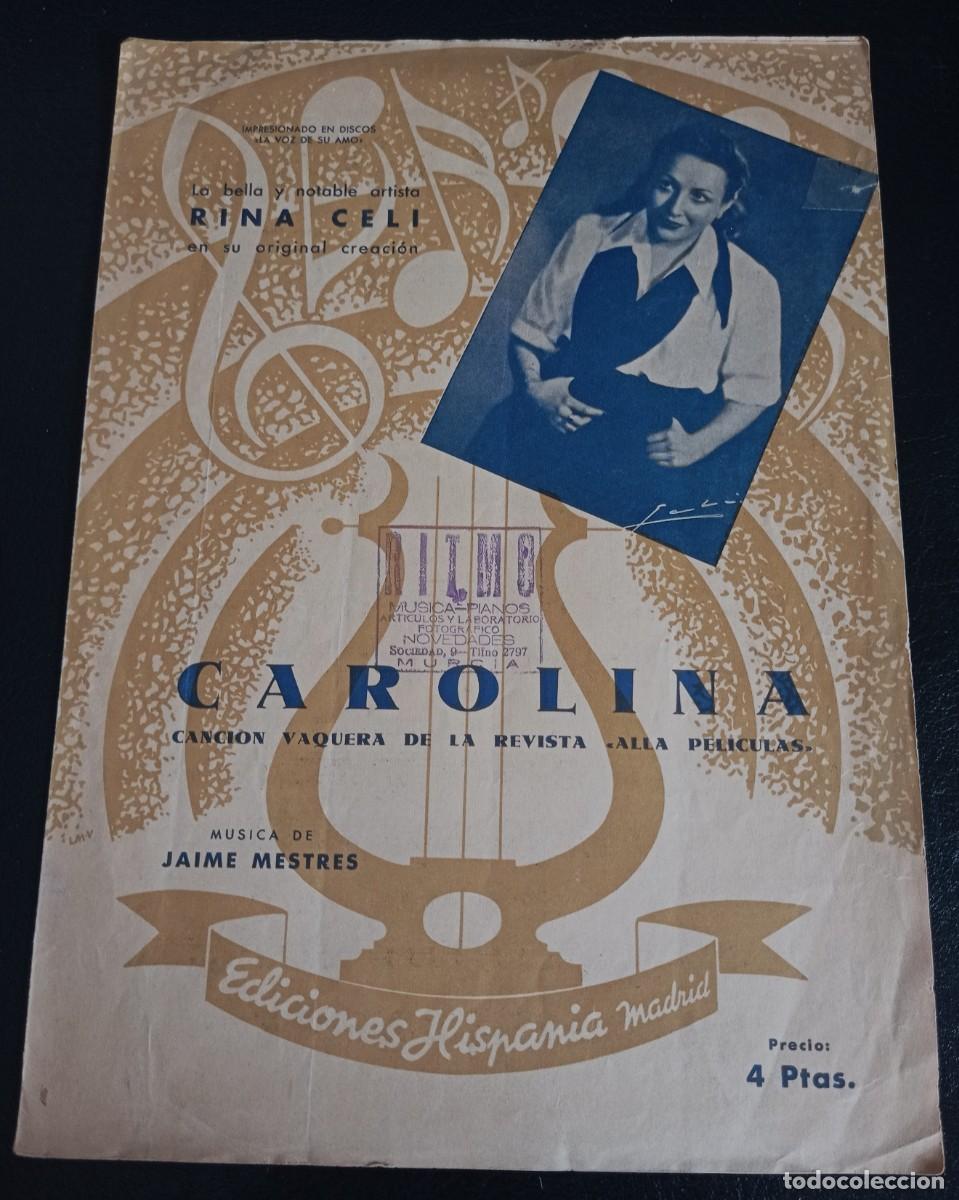 IMPRESIONADO EN DISCOS
«LA VOZ DE SU AMO»
La bella y notable artista
RINA CELI
en su original creación
RITMO
MUSICA-PIANOS
ARTICULOS Y LABORATORIO
FOTOGRAFICO
NOVEDADES
SOCIEDAD, 9-Tlfno 2797
MURCIA
CAROLINA
CANCION VAQUERA DE LA REVISTA «ALLA PELICULAS»
MUSICA DE
JAIME MESTRES
Ediciones Hispania Madrid
Precio:
4 Ptas.
todocoleccion